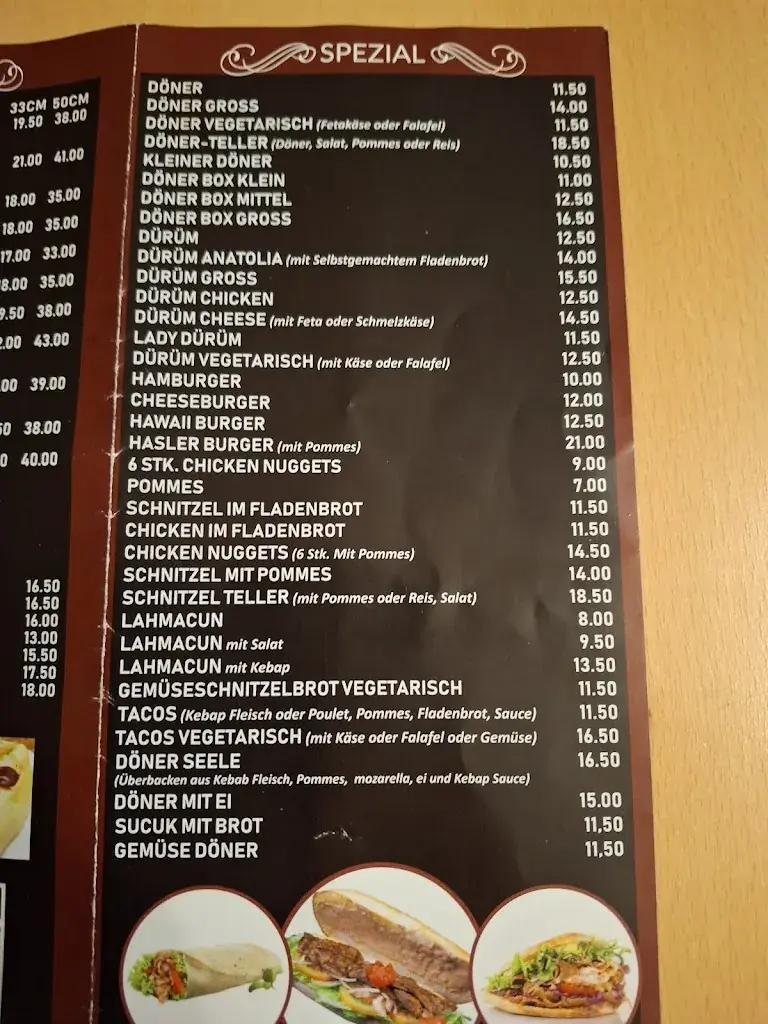 33CM 50CM
19.50 38.00
21.00 41.00
18.00 35.00
18.00 35.00
17.00 33.00
8.00 35.00
9.50 38.00
2.00 43.00
.00 39.00
50 38.00
0 40.00
16.50
16.50
16.00
13.00
15.50
17.50
18.00
SPEZIAL
DÖNER 11.50
DÖNER GROSS 14.00
DÖNER VEGETARISCH (Fetakäse oder Falafel) 11.50
DÖNER-TELLER (Döner, Salat, Pommes oder Reis) 18.50
KLEINER DÖNER 10.50
DÖNER BOX KLEIN 11.00
DÖNER BOX MITTEL 12.50
DÖNER BOX GROSS 16.50
DÜRÜM 12.50
DÜRÜM ANATOLIA (mit Selbstgemachtem Fladenbrot) 14.00
DÜRÜM GROSS 15.50
DÜRÜM CHICKEN 12.50
DÜRÜM CHEESE (mit Feta oder Schmelzkäse) 14.50
LADY DÜRÜM 11.50
DÜRÜM VEGETARISCH (mit Käse oder Falafel) 12.50
HAMBURGER 10.00
CHEESEBURGER 12.00
HAWAII BURGER 12.50
HASLER BURGER (mit Pommes) 21.00
6 STK. CHICKEN NUGGETS 9.00
POMMES 7.00
SCHNITZEL IM FLADENBROT 11.50
CHICKEN IM FLADENBROT 11.50
CHICKEN NUGGETS (6 Stk. Mit Pommes) 14.50
SCHNITZEL MIT POMMES 14.00
SCHNITZEL TELLER (mit Pommes oder Reis, Salat) 18.50
LAHMACUN 8.00
LAHMACUN mit Salat 9.50
LAHMACUN mit Kebap 13.50
GEMÜSESCHNITZELBROT VEGETARISCH 11.50
TACOS (Kebap Fleisch oder Poulet, Pommes, Fladenbrot, Sauce) 11.50
TACOS VEGETARISCH (mit Käse oder Falafel oder Gemüse) 16.50
DÖNER SEELE 16.50
(Überbacken aus Kebab Fleisch, Pommes, mozarella, ei und Kebap Sauce)
DÖNER MIT EI 15.00
SUCUK MIT BROT 11,50
GEMÜSE DÖNER 11,50